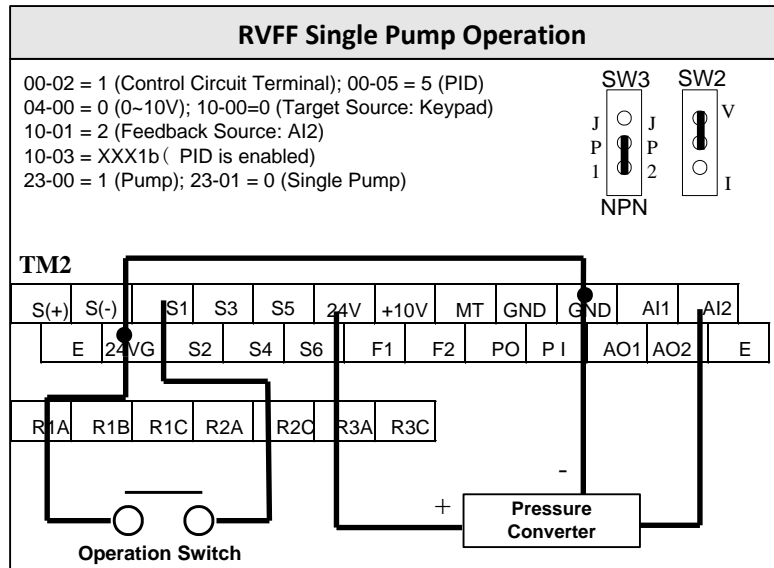 RVFF Single Pump Operation
00-02 = 1 (Control Circuit Terminal); 00-05 = 5 (PID)
04-00 = 0 (0~10V); 10-00=0 (Target Source: Keypad)
10-01 = 2 (Feedback Source: AI2)
10-03 = XXX1b ( PID is enabled)
23-00 = 1 (Pump); 23-01 = 0 (Single Pump)
SW3 SW2
J J V
P P
1 2 I
NPN
TM2
S(+) S(-) S1 S3 S5 24V +10V MT GND GND AI1 AI2
E 24VG S2 S4 S6 F1 F2 PO P I AO1 AO2 E
R1A R1B R1C R2A R2C R3A R3C
-
+ Pressure
Converter
Operation Switch